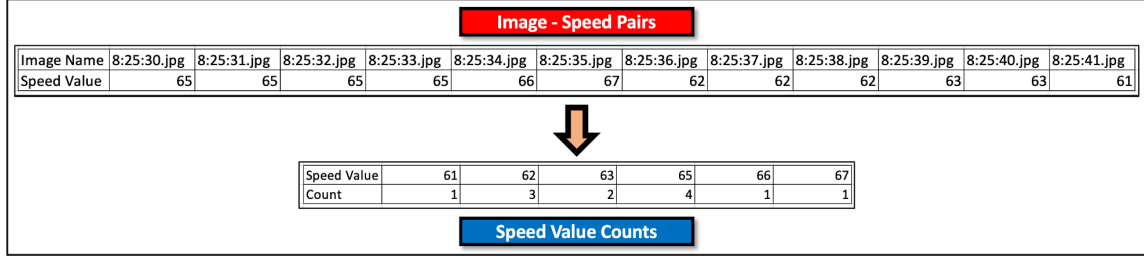 Image - Speed Pairs
Image Name 8:25:30.jpg 8:25:31.jpg 8:25:32.jpg 8:25:33.jpg 8:25:34.jpg 8:25:35.jpg 8:25:36.jpg 8:25:37.jpg 8:25:38.jpg 8:25:39.jpg 8:25:40.jpg 8:25:41.jpg
Speed Value 65 65 65 65 66 67 62 62 62 63 63 61
Speed Value 61 62 63 65 66 67
Count 1 3 2 4 1 1
Speed Value Counts